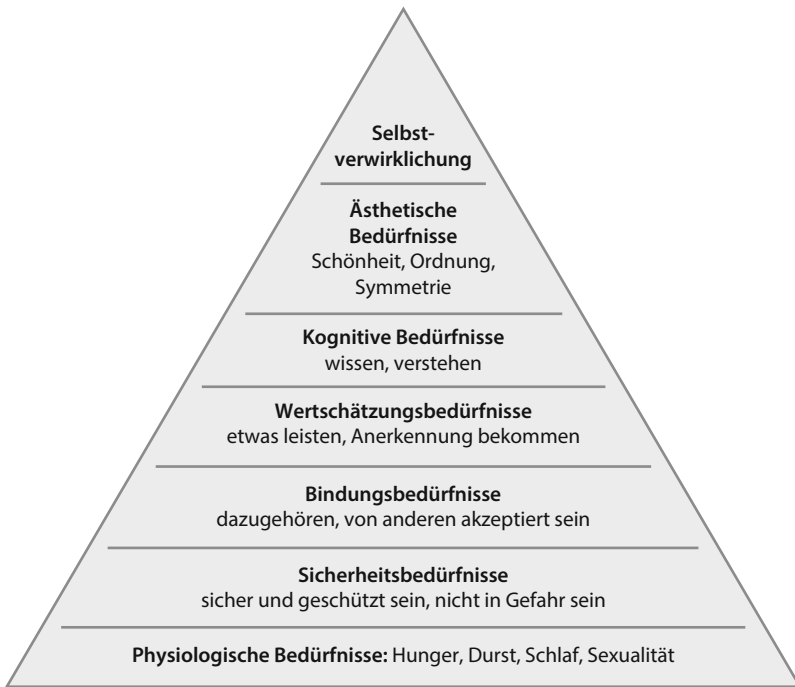 Selbst-
verwirklichung
Ästhetische
Bedürfnisse
Schönheit, Ordnung,
Symmetrie
Kognitive Bedürfnisse
wissen, verstehen
Wertschätzungsbedürfnisse
etwas leisten, Anerkennung bekommen
Bindungsbedürfnisse
dazugehören, von anderen akzeptiert sein
Sicherheitsbedürfnisse
sicher und geschützt sein, nicht in Gefahr sein
Physiologische Bedürfnisse: Hunger, Durst, Schlaf, Sexualität